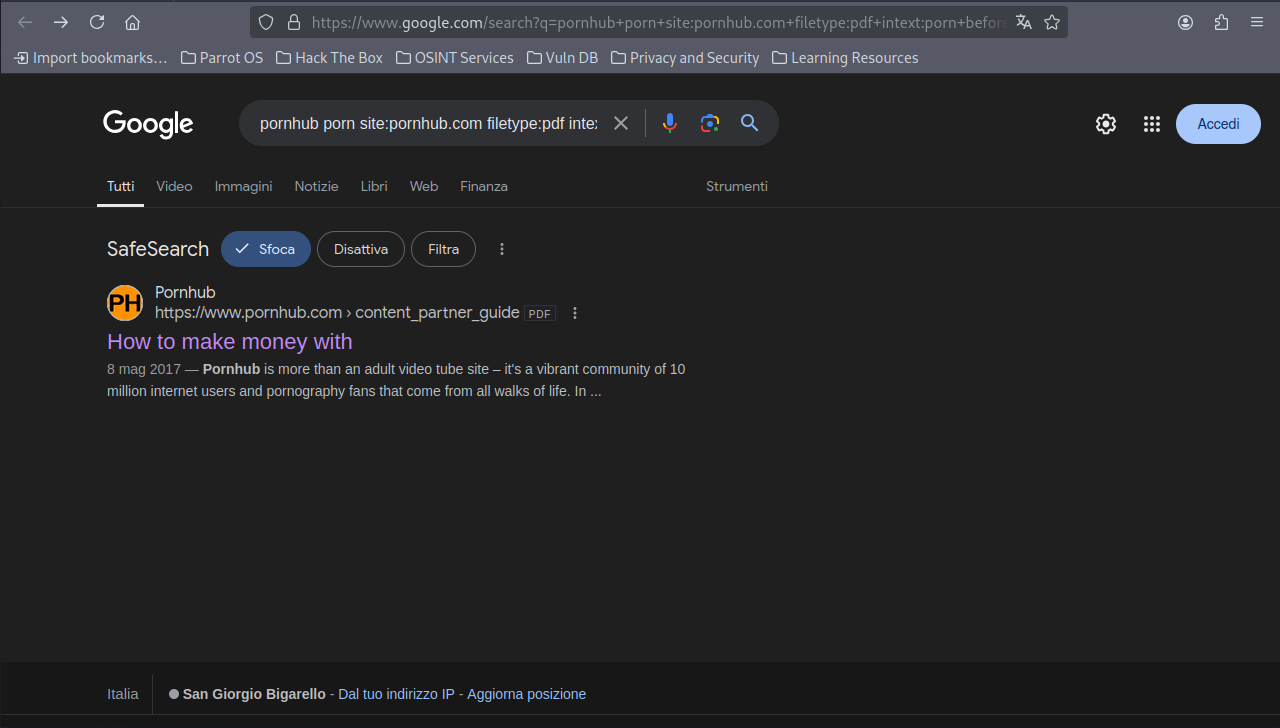 https://www.google.com/search?q=pornhub+porn+site:pornhub.com+filetype:pdf+intext:porn+before
Import bookmarks... Parrot OS Hack The Box OSINT Services Vuln DB Privacy and Security Learning Resources
Google pornhub porn site:pornhub.com filetype:pdf intex Accedi
Tutti Video Immagini Notizie Libri Web Finanza Strumenti
SafeSearch Sfoca Disattiva Filtra
PH Pornhub
https://www.pornhub.com › content_partner_guide PDF
How to make money with
8 mag 2017 — Pornhub is more than an adult video tube site – it's a vibrant community of 10
million internet users and pornography fans that come from all walks of life. In ...
Italia San Giorgio Bigarello - Dal tuo indirizzo IP - Aggiorna posizione